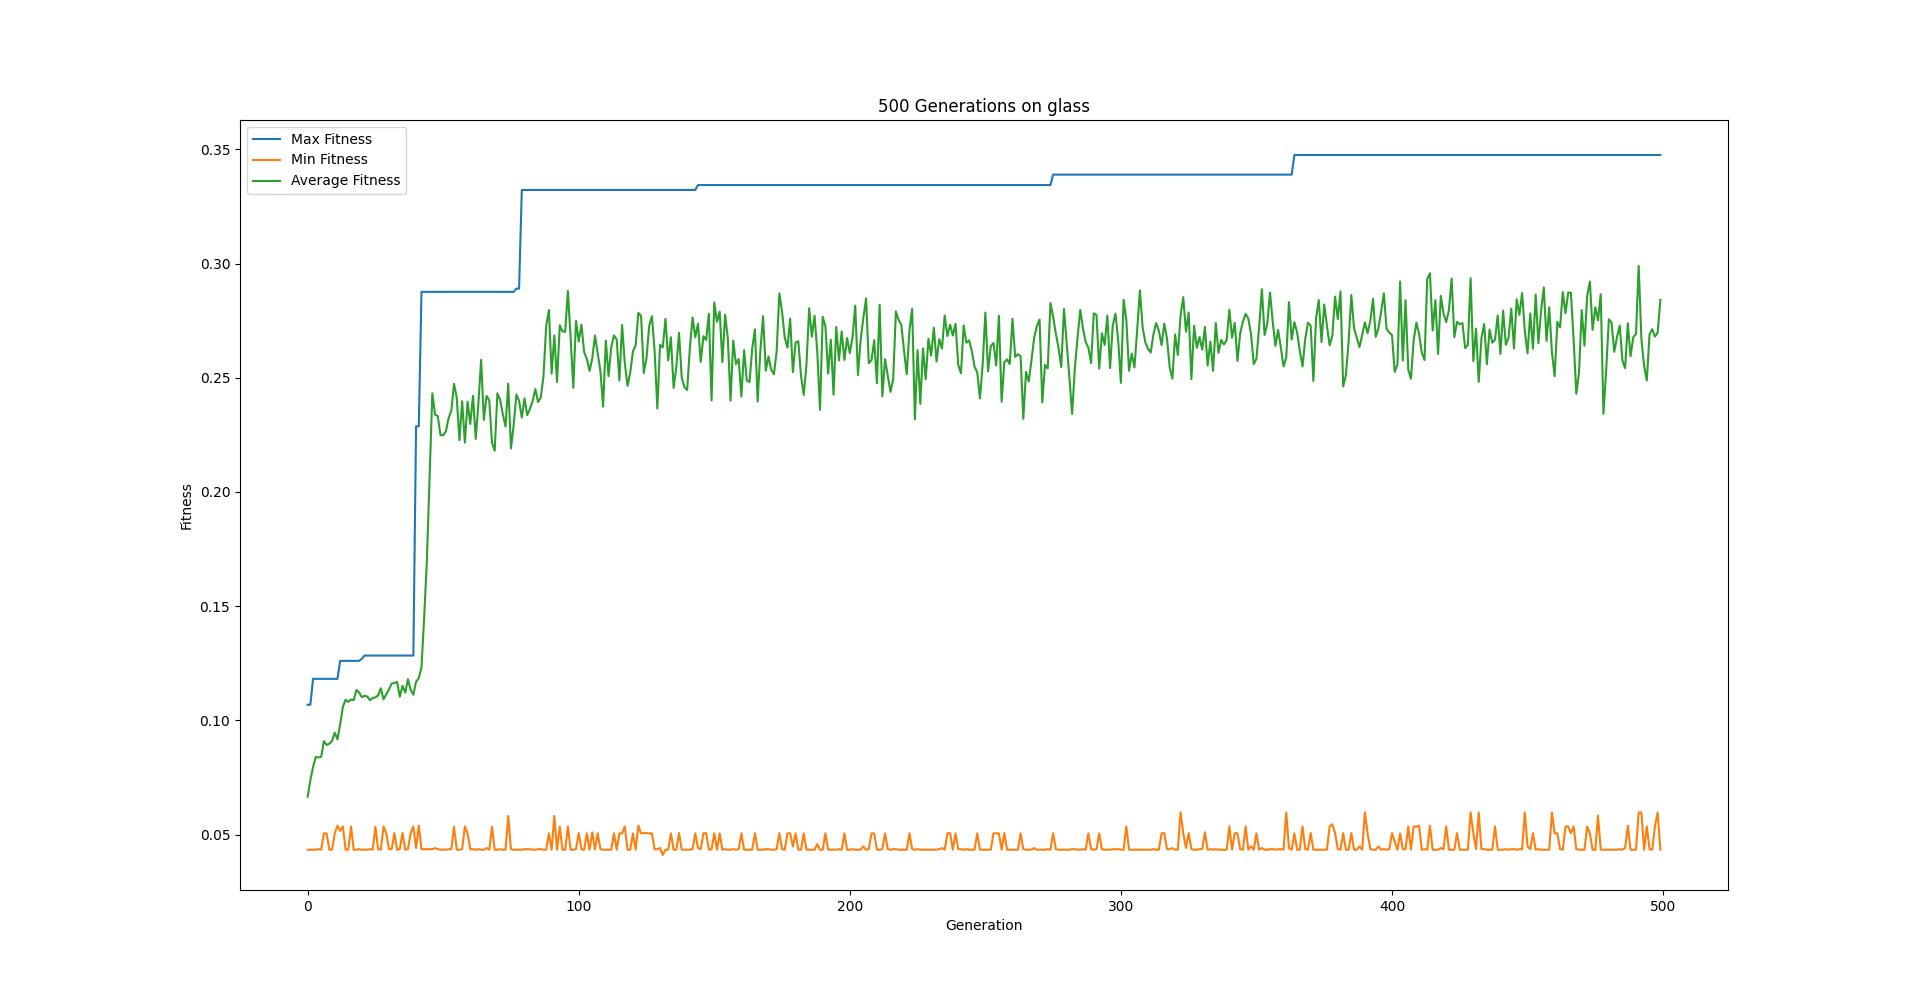 500 Generations on glass
Max Fitness
Min Fitness
Average Fitness
0.35
0.30
0.25
0.20
0.15
0.10
0.05
Fitness
0
100
200
300
400
500
Generation